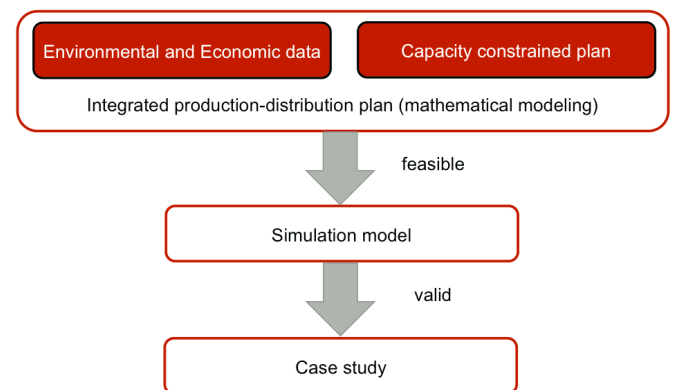 Environmental and Economic data
Capacity constrained plan
Integrated production-distribution plan (mathematical modeling)
feasible
Simulation model
valid
Case study